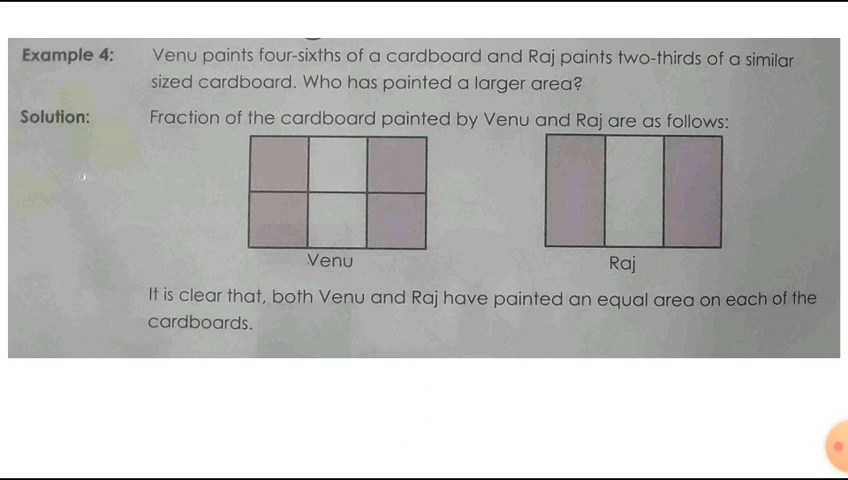 Example 4: Venu paints four-sixths of a cardboard and Raj paints two-thirds of a similar
sized cardboard. Who has painted a larger area?
Solution: Fraction of the cardboard painted by Venu and Raj are as follows:
Venu Raj
It is clear that, both Venu and Raj have painted an equal area on each of the
cardboards.